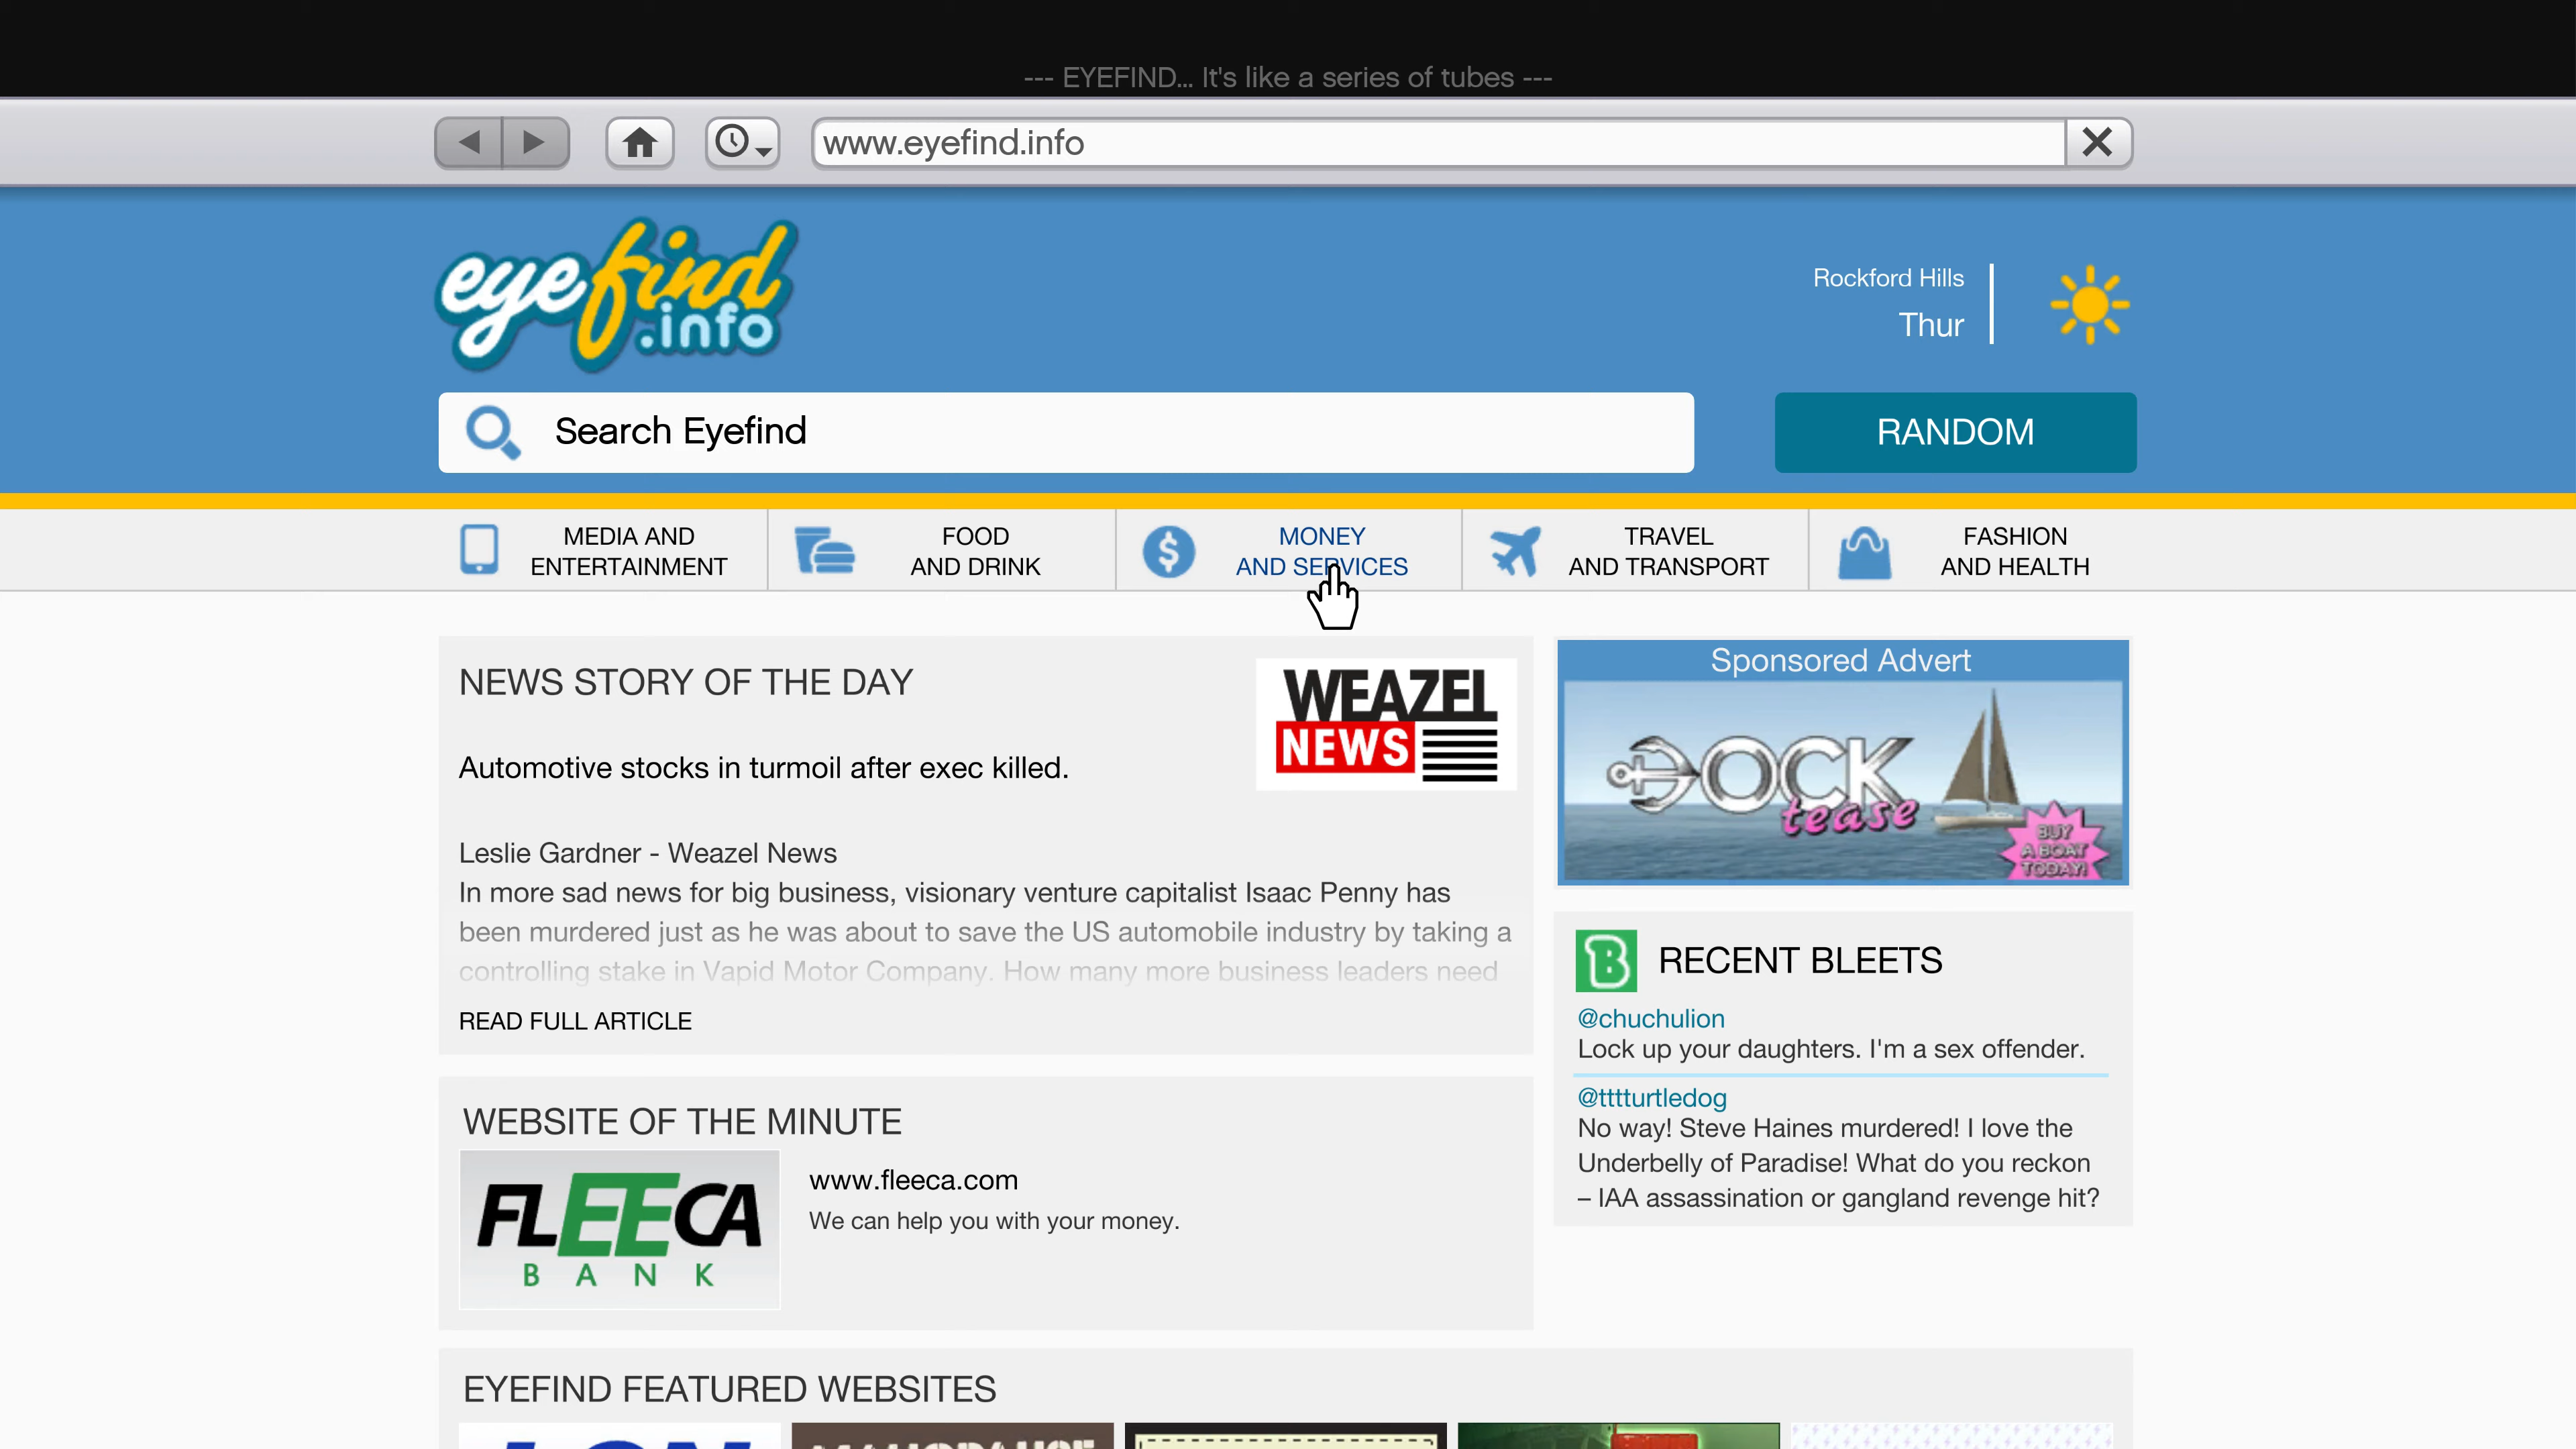 --- EYEFIND... It's like a series of tubes ---
www.eyefind.info
eyefind
.info
Rockford Hills
Thur
Search Eyefind
RANDOM
MEDIA AND
ENTERTAINMENT
FOOD
AND DRINK
MONEY
AND SERVICES
TRAVEL
AND TRANSPORT
FASHION
AND HEALTH
NEWS STORY OF THE DAY
WEAZEL
NEWS
Automotive stocks in turmoil after exec killed.
Leslie Gardner - Weazel News
In more sad news for big business, visionary venture capitalist Isaac Penny has
been murdered just as he was about to save the US automobile industry by taking a
controlling stake in Vapid Motor Company. How many more business leaders need
READ FULL ARTICLE
Sponsored Advert
DOCK
tease
BUY
A BOAT
TODAY!
RECENT BLEETS
@chuchulion
Lock up your daughters. I'm a sex offender.
@tttturtledog
No way! Steve Haines murdered! I love the
Underbelly of Paradise! What do you reckon
– IAA assassination or gangland revenge hit?
WEBSITE OF THE MINUTE
FLEECA
BANK
www.fleeca.com
We can help you with your money.
EYEFIND FEATURED WEBSITES